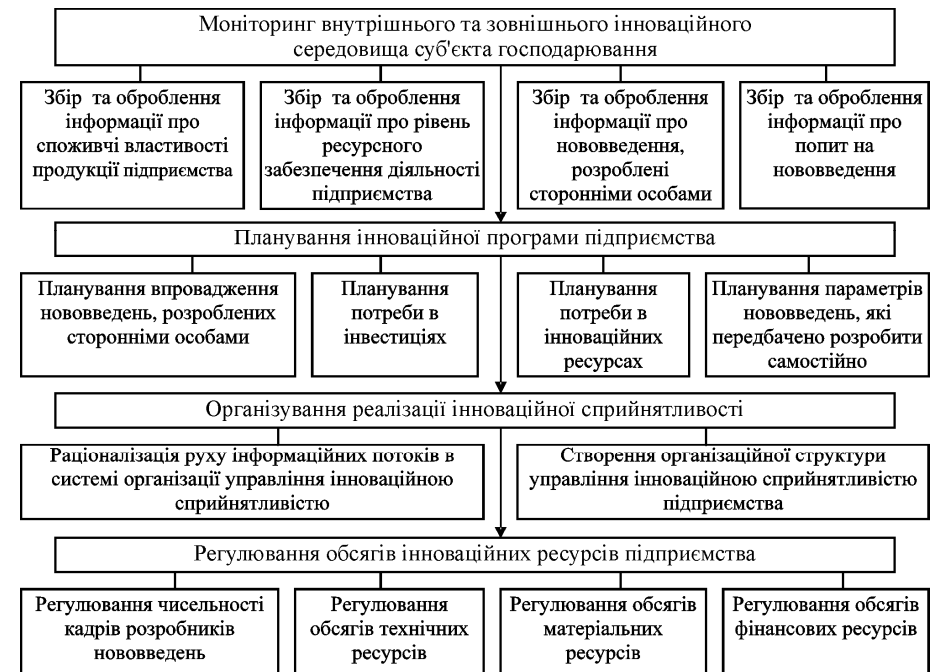 Моніторинг внутрішнього та зовнішнього інноваційного
середовища суб'єкта господарювання
Збір та оброблення
інформації про
споживчі властивості
продукції підприємства
Збір та оброблення
інформації про рівень
ресурсного
забезпечення діяльності
підприємства
Збір та оброблення
інформації про
нововведення,
розроблені
сторонніми особами
Збір та оброблення
інформації про
попит на
нововведення
Планування інноваційної програми підприємства
Планування впровадження
нововведень, розроблених
сторонніми особами
Планування
потреби в
інвестиціях
Планування
потреби в
інноваційних
ресурсах
Планування параметрів
нововведень, які
передбачено розробити
самостійно
Організування реалізації інноваційної сприйнятливості
Раціоналізація руху інформаційних потоків в
системі організації управління інноваційною
сприйнятливістю
Створення організаційної структури
управління інноваційною сприйнятливістю
підприємства
Регулювання обсягів інноваційних ресурсів підприємства
Регулювання чисельності
кадрів розробників
нововведень
Регулювання
обсягів технічних
ресурсів
Регулювання обсягів
матеріальних
ресурсів
Регулювання обсягів
фінансових ресурсів